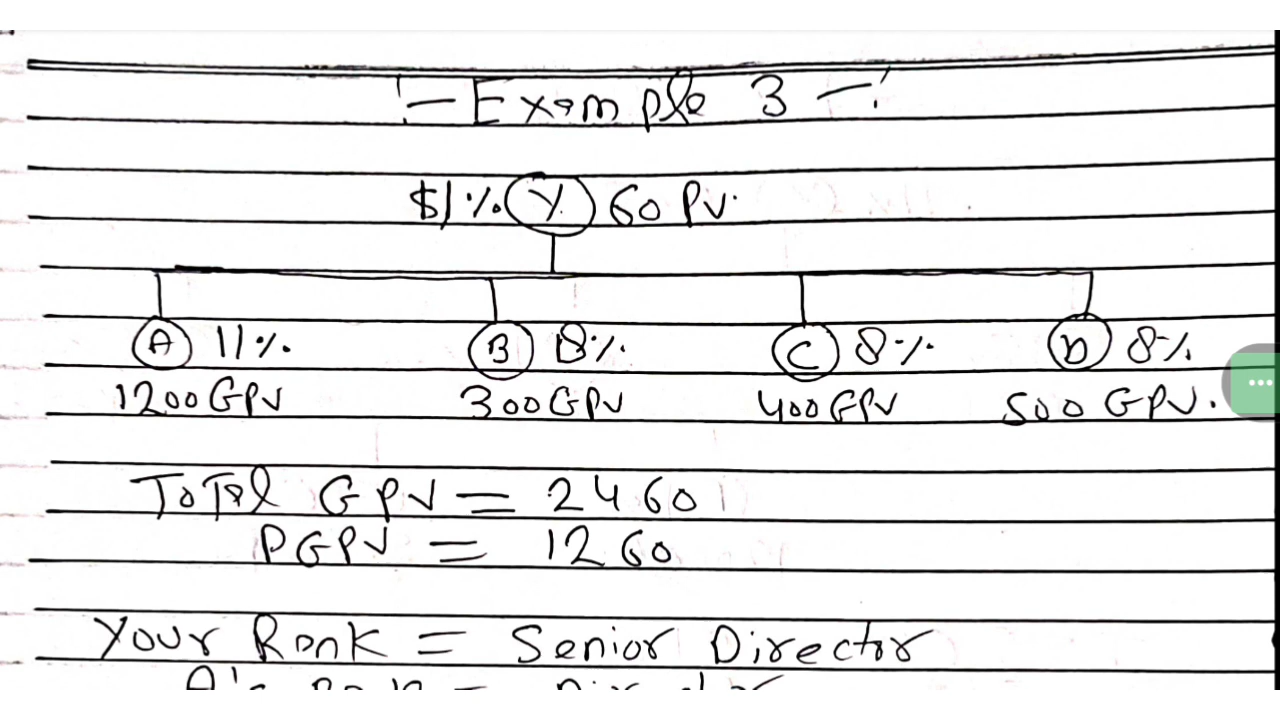 !- Example 3 -!
$1% Y. 60 PV.
A 11% B 8% C 8% D 8%
1200 GPV 300 GPV 400 GPV 500 GPV.
ToTal GPV = 2460
PGPV = 1260
Your Rank = Senior Director
A's